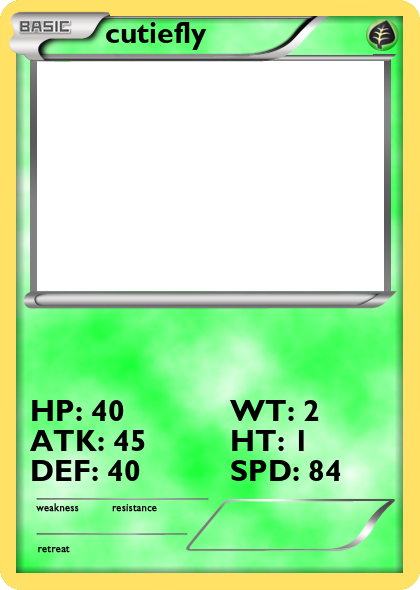 BASIC cutiefly
HP: 40 WT: 2
ATK: 45 HT: 1
DEF: 40 SPD: 84
weakness resistance
retreat